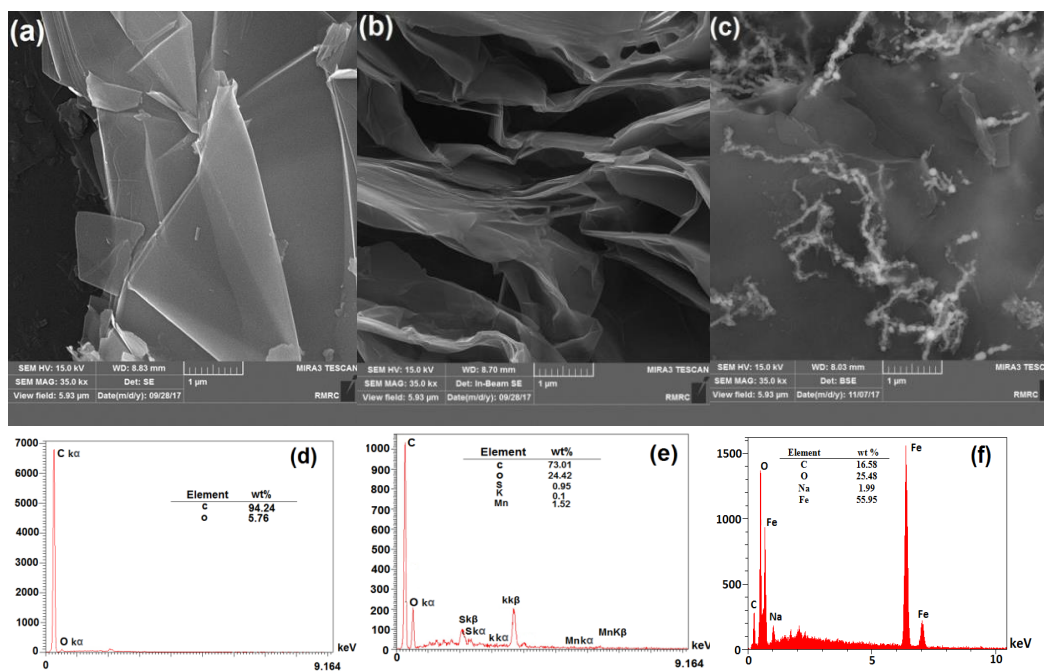 (a)
SEM HV: 15.0 kV WD: 8.83 mm MIRA3 TESCAN
SEM MAG: 35.0 kx Det: SE 1 µm
View field: 5.93 µm Date(m/d/y): 09/28/17 RMRC
(b)
SEM HV: 15.0 kV WD: 8.70 mm MIRA3 TESCAN
SEM MAG: 35.0 kx Det: In-Beam SE 1 µm
View field: 5.93 µm Date(m/d/y): 09/28/17 RMRC
(c)
SEM HV: 15.0 kV WD: 8.03 mm MIRA3 TESCAN
SEM MAG: 35.0 kx Det: BSE 1 µm
View field: 5.93 µm Date(m/d/y): 11/07/17 RMRC
(d)
7000
6000
5000
4000
3000
2000
1000
0
C kα
O kα
Element wt%
C 94.24
O 5.76
keV
9.164
(e)
1000
900
800
700
600
500
400
300
200
100
0
C
O kα
Skβ
Skα
kkα
kkβ
Mnkα
MnKβ
Element wt%
C 73.01
O 24.42
S 0.95
K 0.1
Mn 1.52
keV
9.164
(f)
1500
1000
500
0
C
O
Fe
Na
Fe
Fe
Element wt %
C 16.58
O 25.48
Na 1.99
Fe 55.95
0 5 10
keV